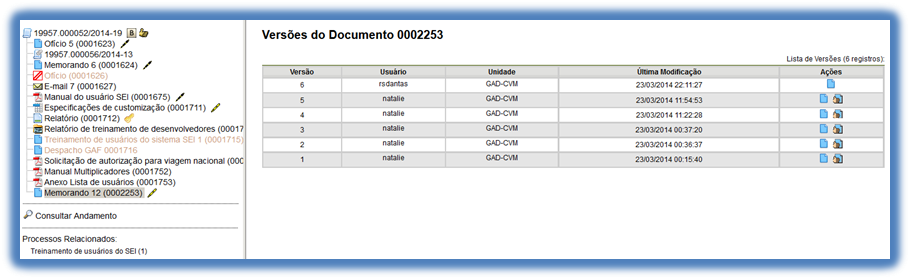 19957.000052/2014-19
Ofício 5 (0001623)
19957.000056/2014-13
Memorando 6 (0001624)
Ofício (0001626)
E-mail 7 (0001627)
Manual do usuário SEI (0001675)
Especificações de customização (0001711)
Relatório (0001712)
Relatório de treinamento de desenvolvedores (00017
Treinamento de usuários do sistema SEI 1 (0001715)
Despacho GAF 0001716
Solicitação de autorização para viagem nacional (000
Manual Multiplicadores (0001752)
Anexo Lista de usuários (0001753)
Memorando 12 (0002253)
Consultar Andamento
Processos Relacionados:
Treinamento de usuários do SEI (1)
Versões do Documento 0002253
Lista de Versões (6 registros):
Versão Usuário Unidade Última Modificação Ações
6 rsdantas GAD-CVM 23/03/2014 22:11:27
5 natalie GAD-CVM 23/03/2014 11:54:53
4 natalie GAD-CVM 23/03/2014 11:22:28
3 natalie GAD-CVM 23/03/2014 00:37:20
2 natalie GAD-CVM 23/03/2014 00:36:37
1 natalie GAD-CVM 23/03/2014 00:15:40